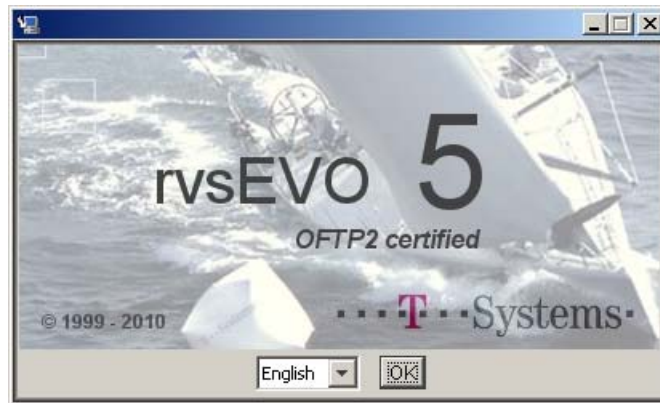 rvsEVO 5
OFTP2 certified
© 1999 - 2010
T Systems
English
OK